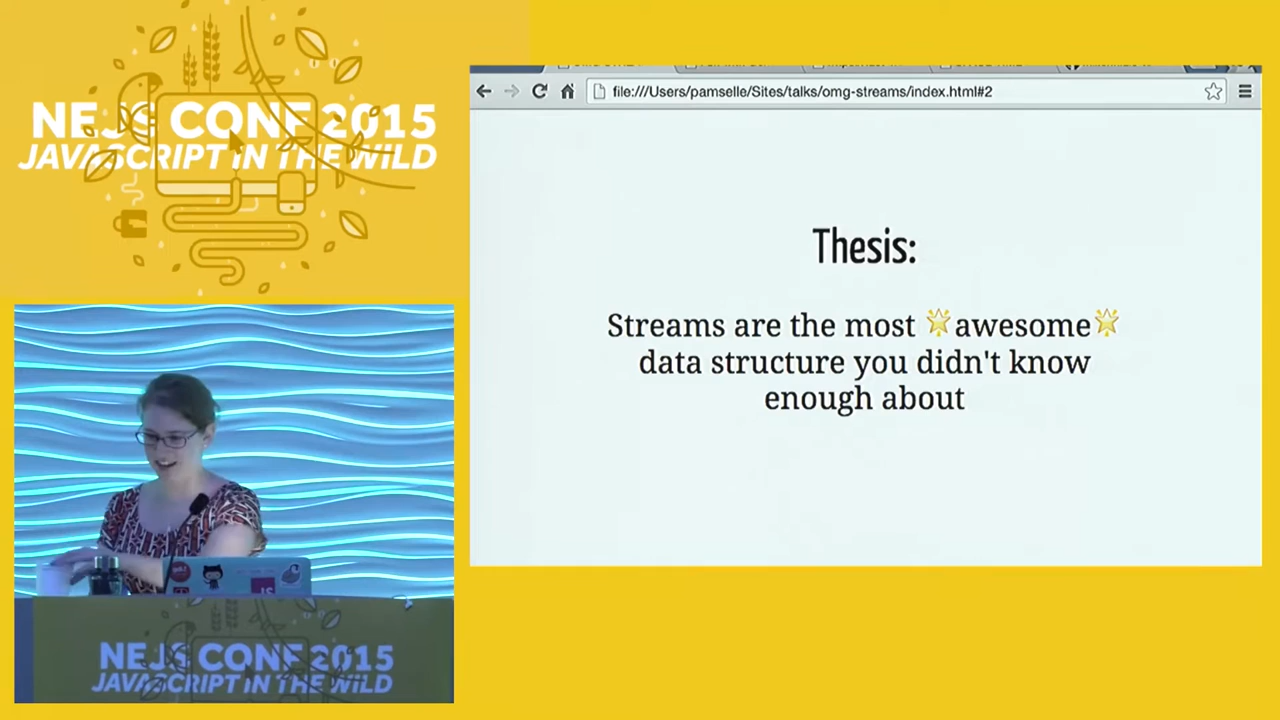 NEJS CONF 2015
JAVASCRIPT IN THE WILD
file:///Users/pamselle/Sites/talks/omg-streams/index.html#2
Thesis:
Streams are the most 🌟awesome🌟
data structure you didn't know
enough about
JS
NEJS CONF 2015
JAVASCRIPT IN THE WILD